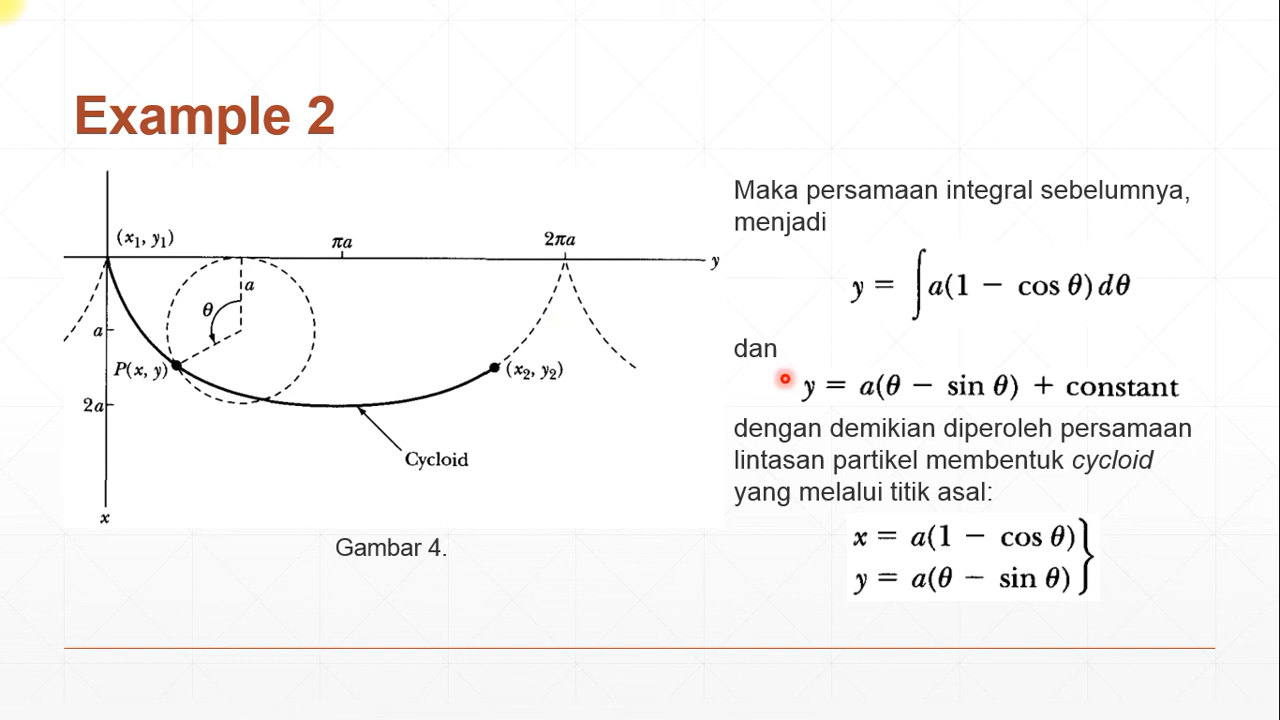 Example 2
(x₁, y₁)
πa
2πa
y
a
θ
a
P(x, y)
(x₂, y₂)
2a
Cycloid
x
Gambar 4.
Maka persamaan integral sebelumnya,
menjadi
y = ∫ a(1 − cos θ) dθ
dan
y = a(θ − sin θ) + constant
dengan demikian diperoleh persamaan
lintasan partikel membentuk cycloid
yang melalui titik asal:
x = a(1 − cos θ)
y = a(θ − sin θ) }